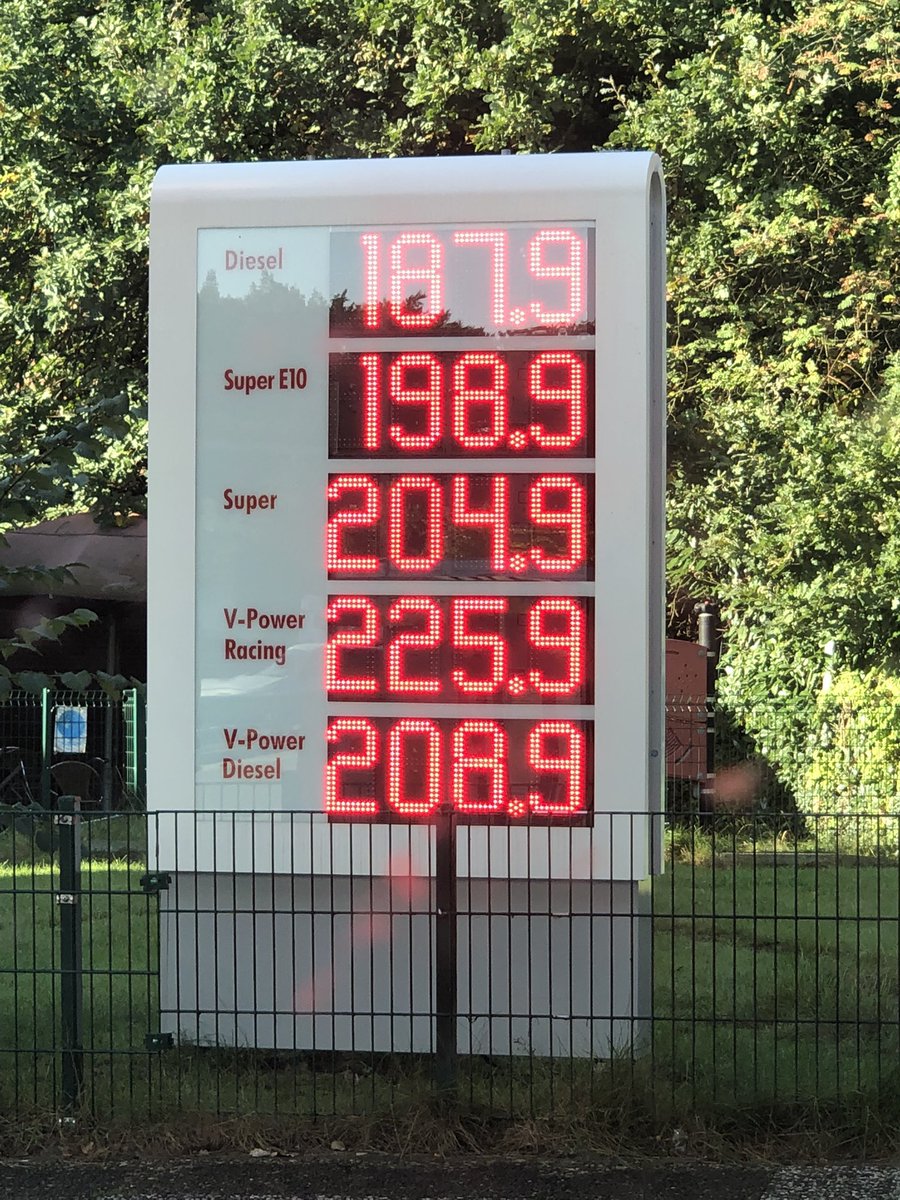 Diesel 187.9
Super E10 198.9
Super 204.9
V-Power
Racing 225.9
V-Power
Diesel 208.9